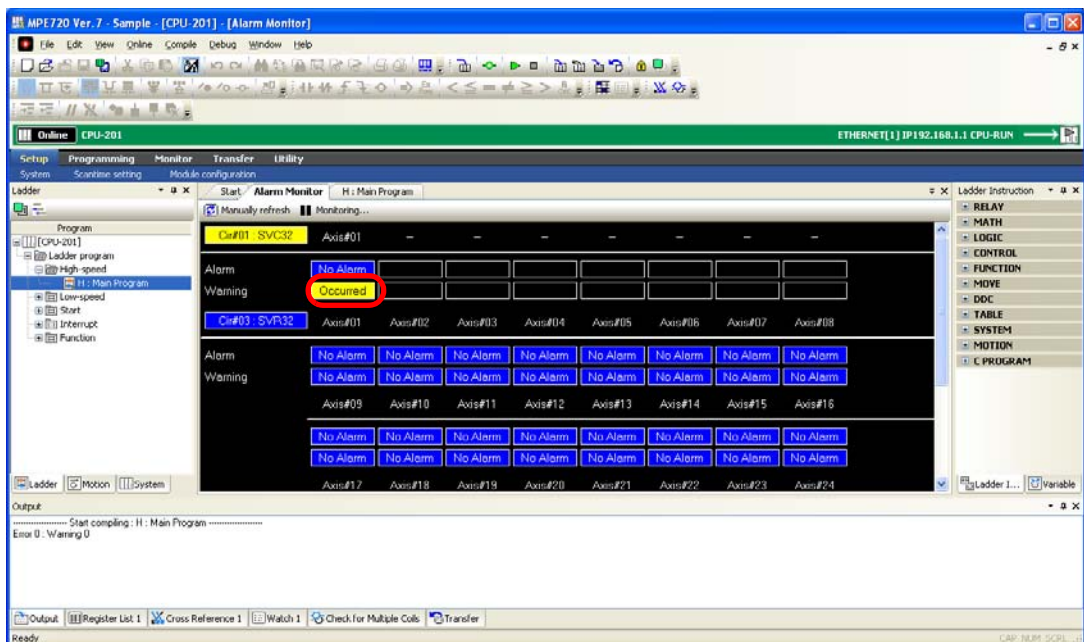 MPE720 Ver. 7 - Sample - [CPU-201] - [Alarm Monitor]
File Edit View Online Compile Debug Window Help
Online CPU-201 ETHERNET[1] IP192.168.1.1 CPU-RUN
Setup Programming Monitor Transfer Utility
System Scantime setting Module configuration
Ladder
Start Alarm Monitor H : Main Program
Ladder Instruction
Manually refresh Monitoring...
Program
[CPU-201]
Ladder program
High-speed
H : Main Program
Low-speed
Start
Interrupt
Function
Cir#01 : SVC32 Axis#01 – – – – – – –
Alarm No Alarm
Warning Occurred
Cir#03 : SVR32 Axis#01 Axis#02 Axis#03 Axis#04 Axis#05 Axis#06 Axis#07 Axis#08
Alarm No Alarm No Alarm No Alarm No Alarm No Alarm No Alarm No Alarm No Alarm
Warning No Alarm No Alarm No Alarm No Alarm No Alarm No Alarm No Alarm No Alarm
Axis#09 Axis#10 Axis#11 Axis#12 Axis#13 Axis#14 Axis#15 Axis#16
No Alarm No Alarm No Alarm No Alarm No Alarm No Alarm No Alarm No Alarm
No Alarm No Alarm No Alarm No Alarm No Alarm No Alarm No Alarm No Alarm
Axis#17 Axis#18 Axis#19 Axis#20 Axis#21 Axis#22 Axis#23 Axis#24
RELAY
MATH
LOGIC
CONTROL
FUNCTION
MOVE
DDC
TABLE
SYSTEM
MOTION
C PROGRAM
Ladder Motion System
Ladder I... Variable
Output
-------------------- Start compiling : H : Main Program --------------------
Error 0 : Warning 0
Output Register List 1 Cross Reference 1 Watch 1 Check for Multiple Coils Transfer
Ready CAP NUM SCRL